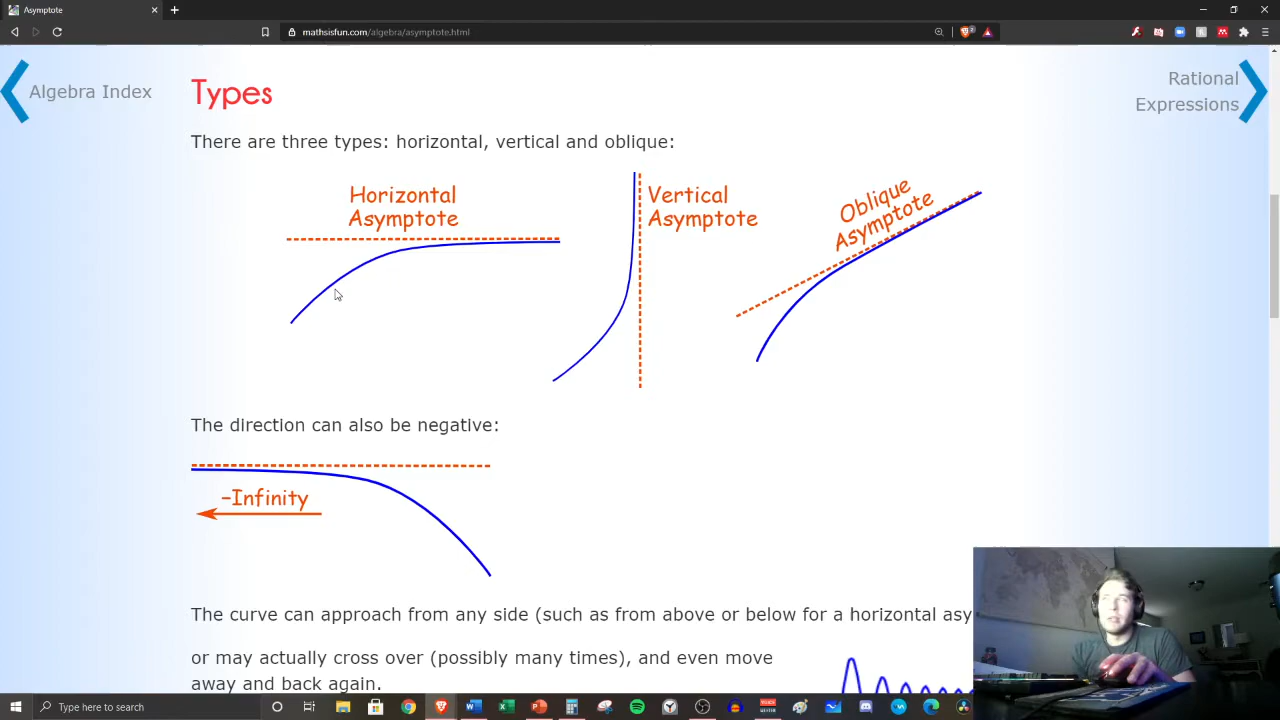 Asymptote
mathsisfun.com/algebra/asymptote.html
Algebra Index
Rational
Expressions
Types
There are three types: horizontal, vertical and oblique:
Horizontal
Asymptote
Vertical
Asymptote
Oblique
Asymptote
The direction can also be negative:
–Infinity
The curve can approach from any side (such as from above or below for a horizontal asy
or may actually cross over (possibly many times), and even move
away and back again.
Type here to search